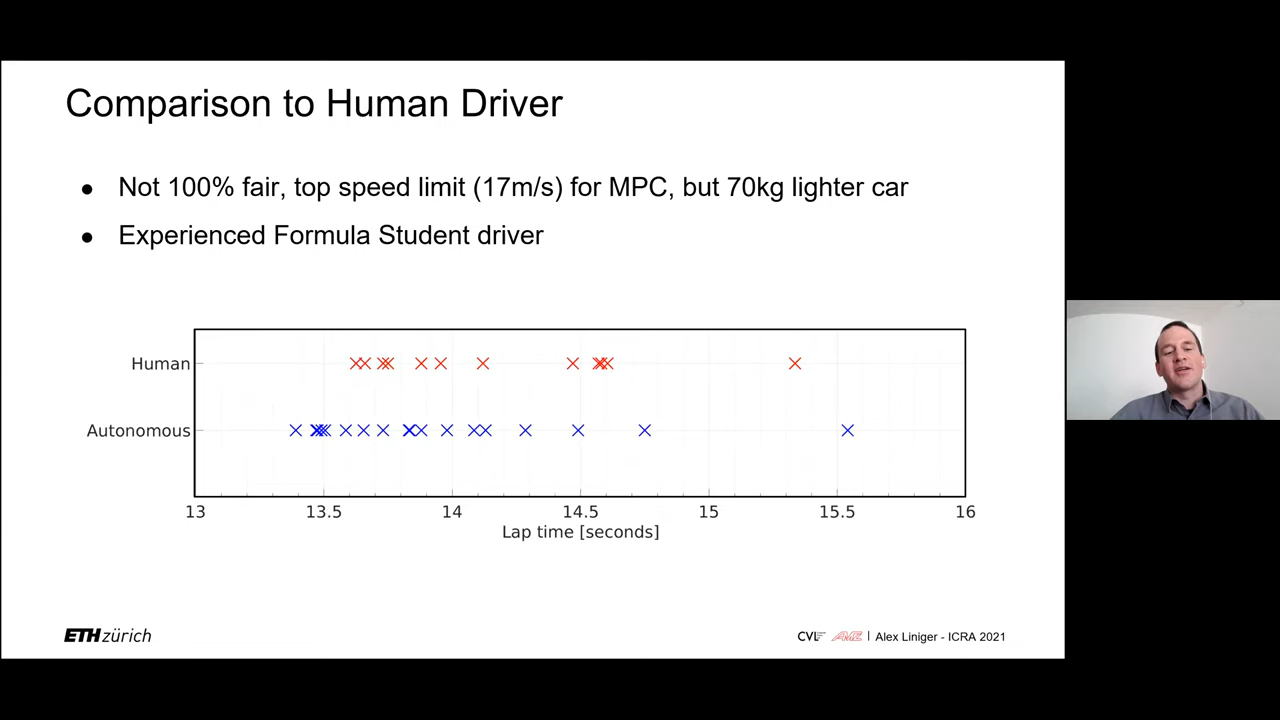 Comparison to Human Driver
● Not 100% fair, top speed limit (17m/s) for MPC, but 70kg lighter car
● Experienced Formula Student driver
Human
Autonomous
13 13.5 14 14.5 15 15.5 16
Lap time [seconds]
ETH zürich
CVL AMZ | Alex Liniger - ICRA 2021